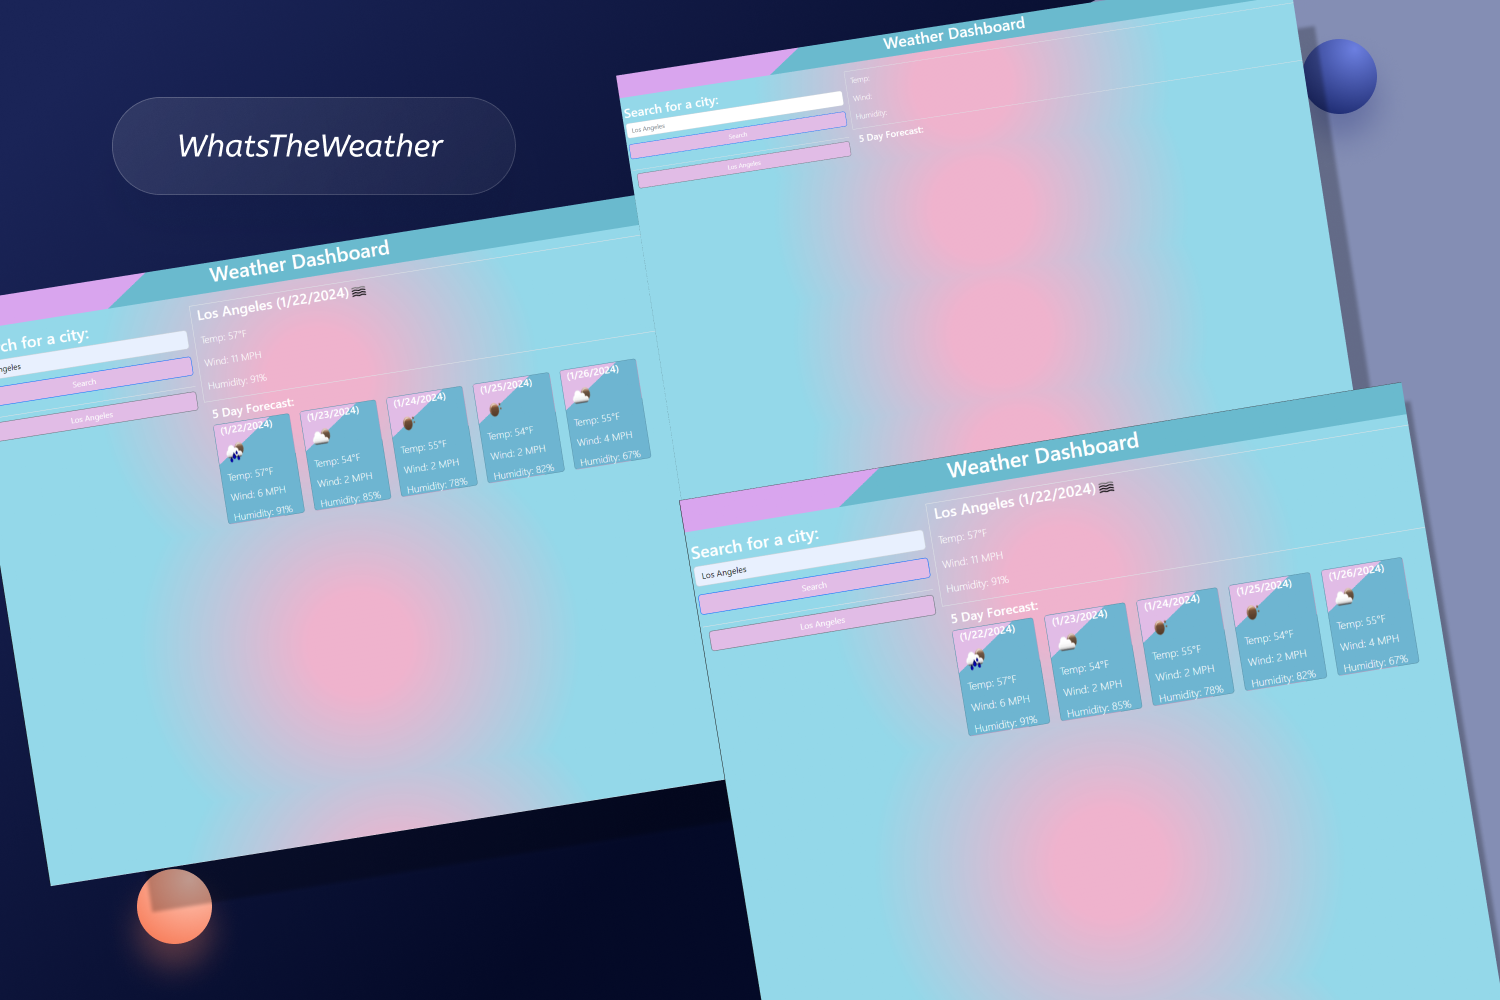 WhatsTheWeather
Weather Dashboard
Search for a city:
Los Angeles
Search
Los Angeles
Temp:
Wind:
Humidity:
5 Day Forecast:
Weather Dashboard
ch for a city:
ngeles
Search
Los Angeles
Los Angeles (1/22/2024)
Temp: 57°F
Wind: 11 MPH
Humidity: 91%
5 Day Forecast:
(1/22/2024)
Temp: 57°F
Wind: 6 MPH
Humidity: 91%
(1/23/2024)
Temp: 54°F
Wind: 2 MPH
Humidity: 85%
(1/24/2024)
Temp: 55°F
Wind: 2 MPH
Humidity: 78%
(1/25/2024)
Temp: 54°F
Wind: 2 MPH
Humidity: 82%
(1/26/2024)
Temp: 55°F
Wind: 4 MPH
Humidity: 67%
Weather Dashboard
Search for a city:
Los Angeles
Search
Los Angeles
Los Angeles (1/22/2024)
Temp: 57°F
Wind: 11 MPH
Humidity: 91%
5 Day Forecast:
(1/22/2024)
Temp: 57°F
Wind: 6 MPH
Humidity: 91%
(1/23/2024)
Temp: 54°F
Wind: 2 MPH
Humidity: 85%
(1/24/2024)
Temp: 55°F
Wind: 2 MPH
Humidity: 78%
(1/25/2024)
Temp: 54°F
Wind: 2 MPH
Humidity: 82%
(1/26/2024)
Temp: 55°F
Wind: 4 MPH
Humidity: 67%